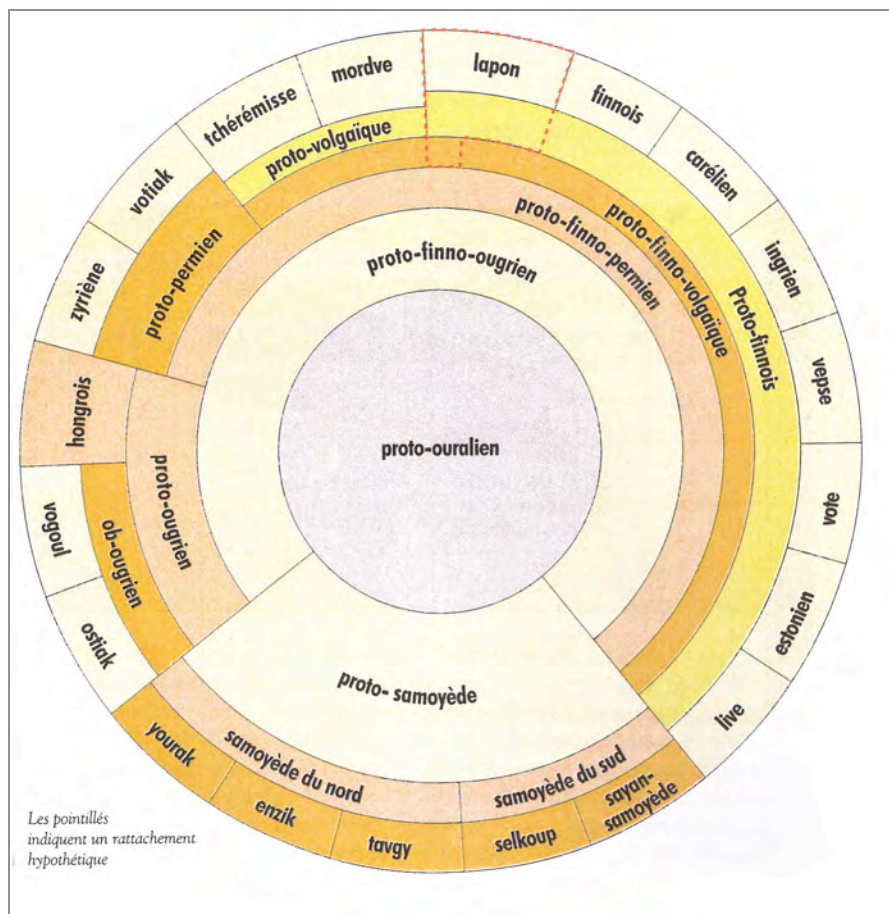 mordve
lapon
tchérémisse
finnois
proto-volgaïque
carélien
votiak
proto-finno-permien
proto-finno-volgaïque
ingrien
proto-permien
proto-finno-ougrien
zyriène
Proto-finnois
vepse
hongrois
proto-ouralien
proto-ougrien
vogoul
ob-ougrien
vote
ostiak
estonien
proto-samoyède
live
yourak
samoyède du nord
samoyède du sud
sayan-
samoyède
enzik
tavgy
selkoup
Les pointillés
indiquent un rattachement
hypothétique